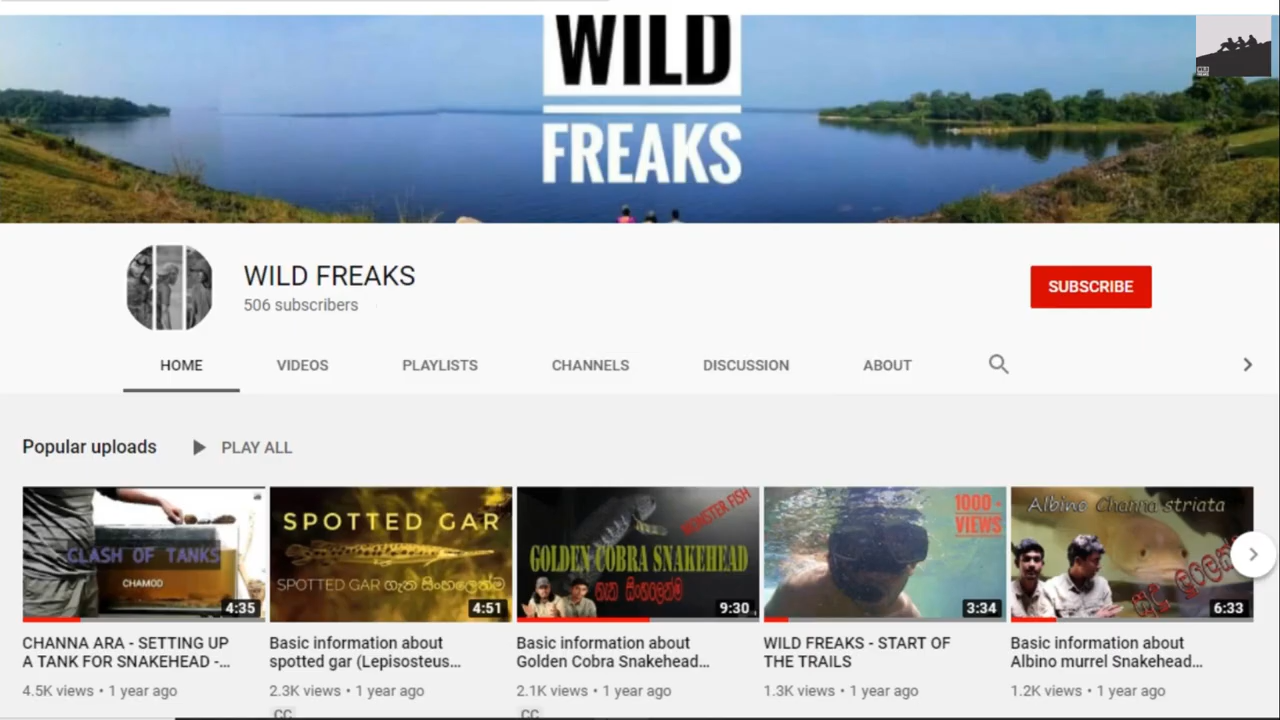 WILD
FREAKS
WILD FREAKS
506 subscribers
SUBSCRIBE
HOME
VIDEOS
PLAYLISTS
CHANNELS
DISCUSSION
ABOUT
Popular uploads
PLAY ALL
CLASH OF TANKS
CHAMOD
4:35
SPOTTED GAR
SPOTTED GAR ගැන සිංහලෙන්ම
4:51
MONSTER FISH
GOLDEN COBRA SNAKEHEAD
ගැන සිංහලෙන්ම
9:30
1000+
VIEWS
3:34
Albino Channa striata
සුදු
6:33
CHANNA ARA - SETTING UP
A TANK FOR SNAKEHEAD -...
4.5K views • 1 year ago
Basic information about
spotted gar (Lepisosteus...
2.3K views • 1 year ago
CC
Basic information about
Golden Cobra Snakehead...
2.1K views • 1 year ago
CC
WILD FREAKS - START OF
THE TRAILS
1.3K views • 1 year ago
Basic information about
Albino murrel Snakehead...
1.2K views • 1 year ago